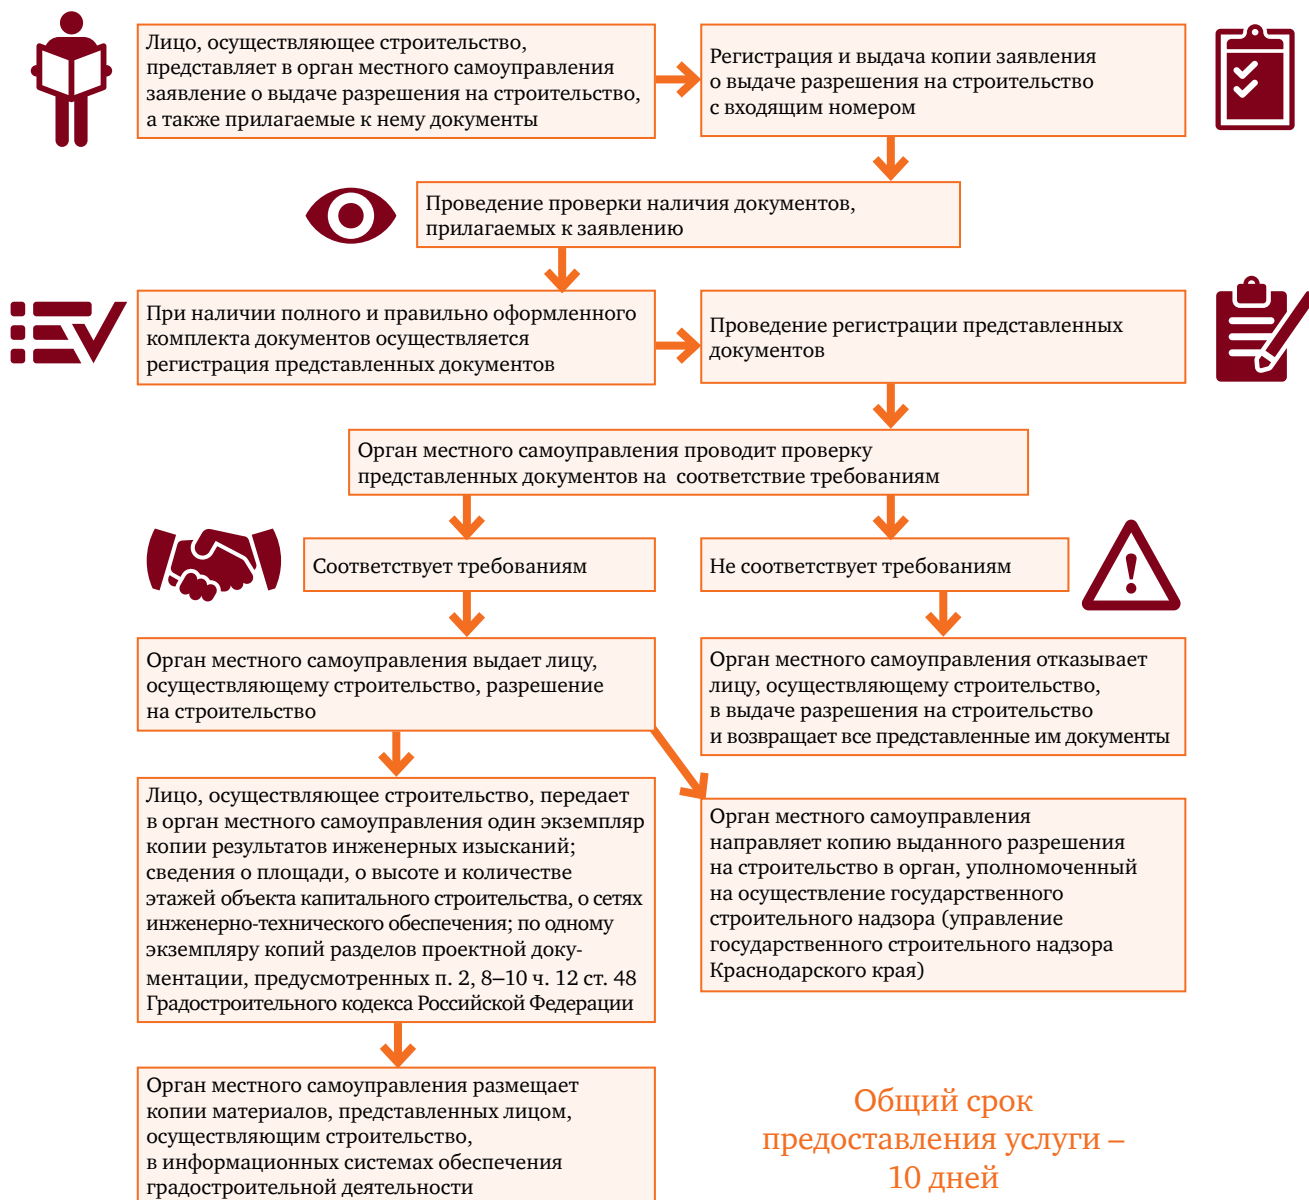 Лицо, осуществляющее строительство,
представляет в орган местного самоуправления
заявление о выдаче разрешения на строительство,
а также прилагаемые к нему документы
Регистрация и выдача копии заявления
о выдаче разрешения на строительство
с входящим номером
Проведение проверки наличия документов,
прилагаемых к заявлению
При наличии полного и правильно оформленного
комплекта документов осуществляется
регистрация представленных документов
Проведение регистрации представленных
документов
Орган местного самоуправления проводит проверку
представленных документов на соответствие требованиям
Соответствует требованиям
Не соответствует требованиям
Орган местного самоуправления выдает лицу,
осуществляющему строительство, разрешение
на строительство
Орган местного самоуправления отказывает
лицу, осуществляющему строительство,
в выдаче разрешения на строительство
и возвращает все представленные им документы
Лицо, осуществляющее строительство, передает
в орган местного самоуправления один экземпляр
копии результатов инженерных изысканий;
сведения о площади, о высоте и количестве
этажей объекта капитального строительства, о сетях
инженерно-технического обеспечения; по одному
экземпляру копий разделов проектной доку-
ментации, предусмотренных п. 2, 8–10 ч. 12 ст. 48
Градостроительного кодекса Российской Федерации
Орган местного самоуправления
направляет копию выданного разрешения
на строительство в орган, уполномоченный
на осуществление государственного
строительного надзора (управление
государственного строительного надзора
Краснодарского края)
Орган местного самоуправления размещает
копии материалов, представленных лицом,
осуществляющим строительство,
в информационных системах обеспечения
градостроительной деятельности
Общий срок
предоставления услуги –
10 дней